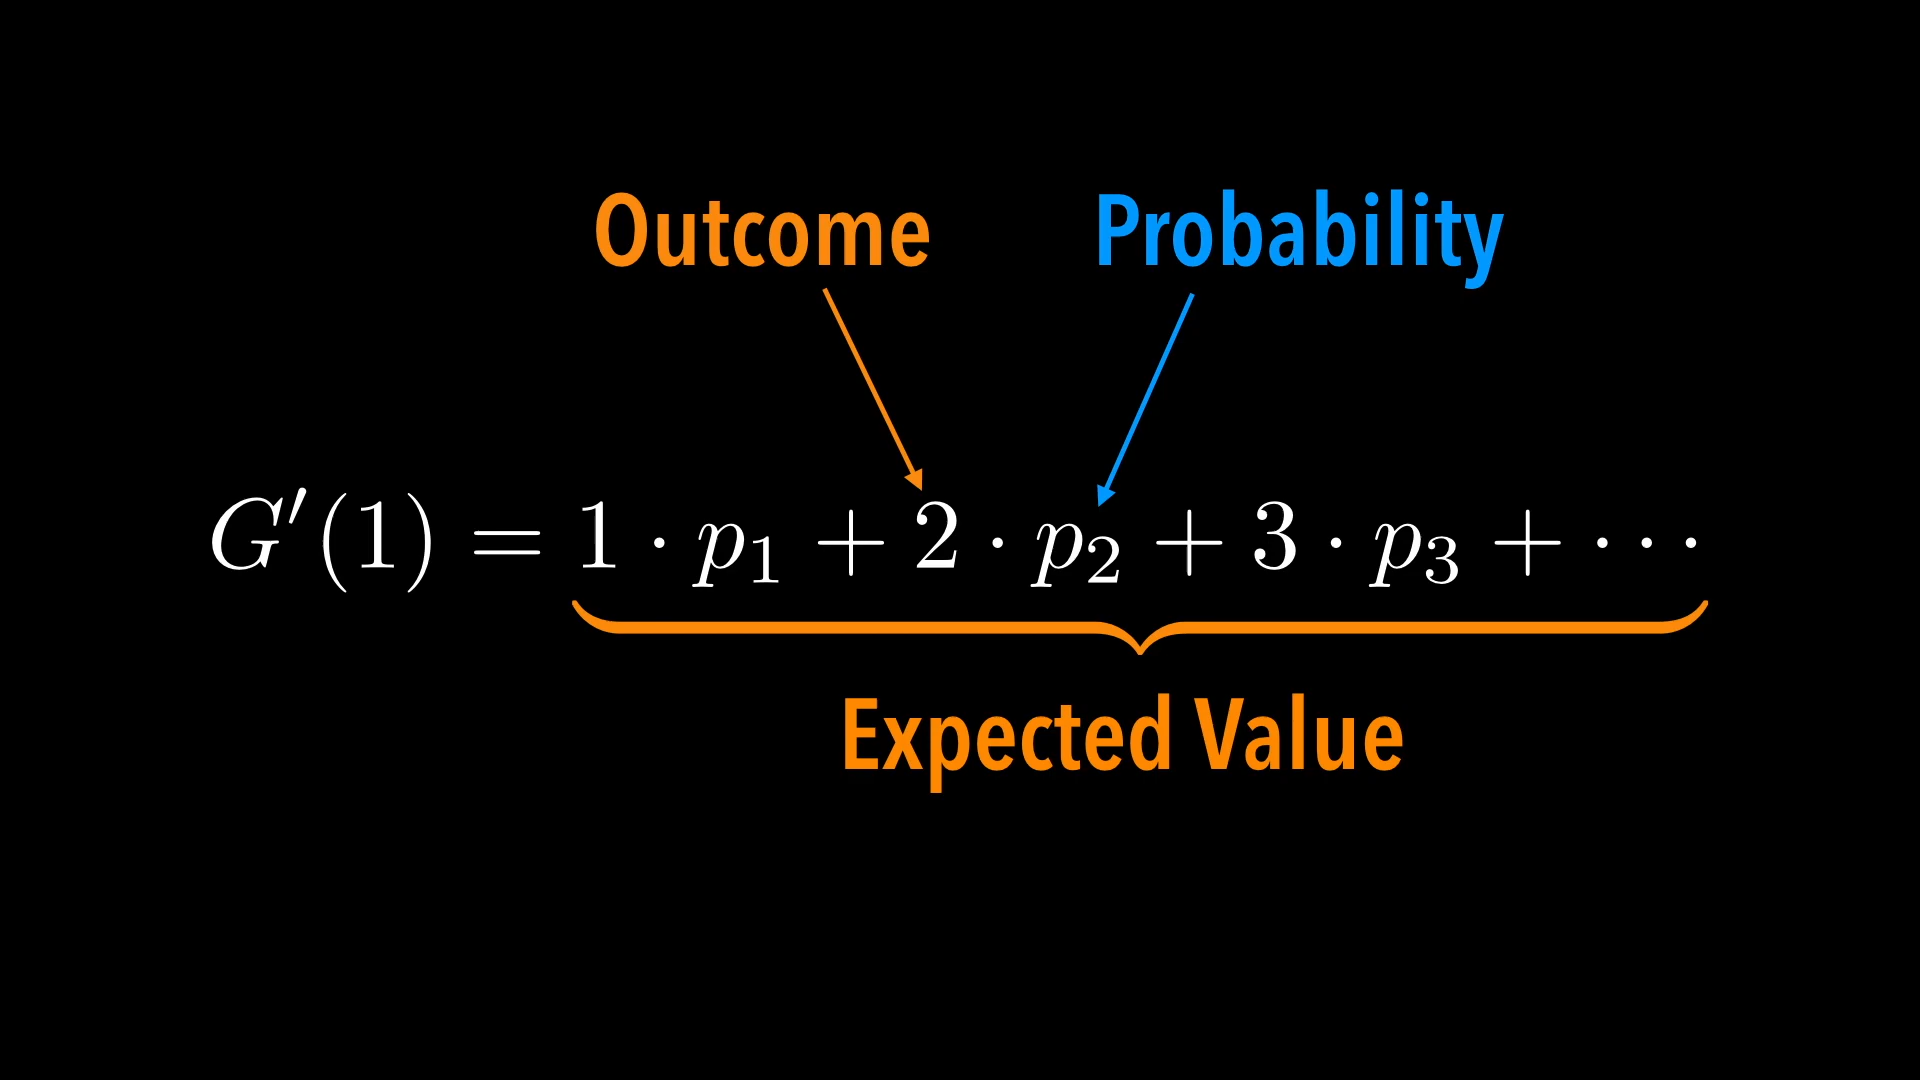 Outcome Probability
G′(1) = 1 · p₁ + 2 · p₂ + 3 · p₃ + ···
Expected Value